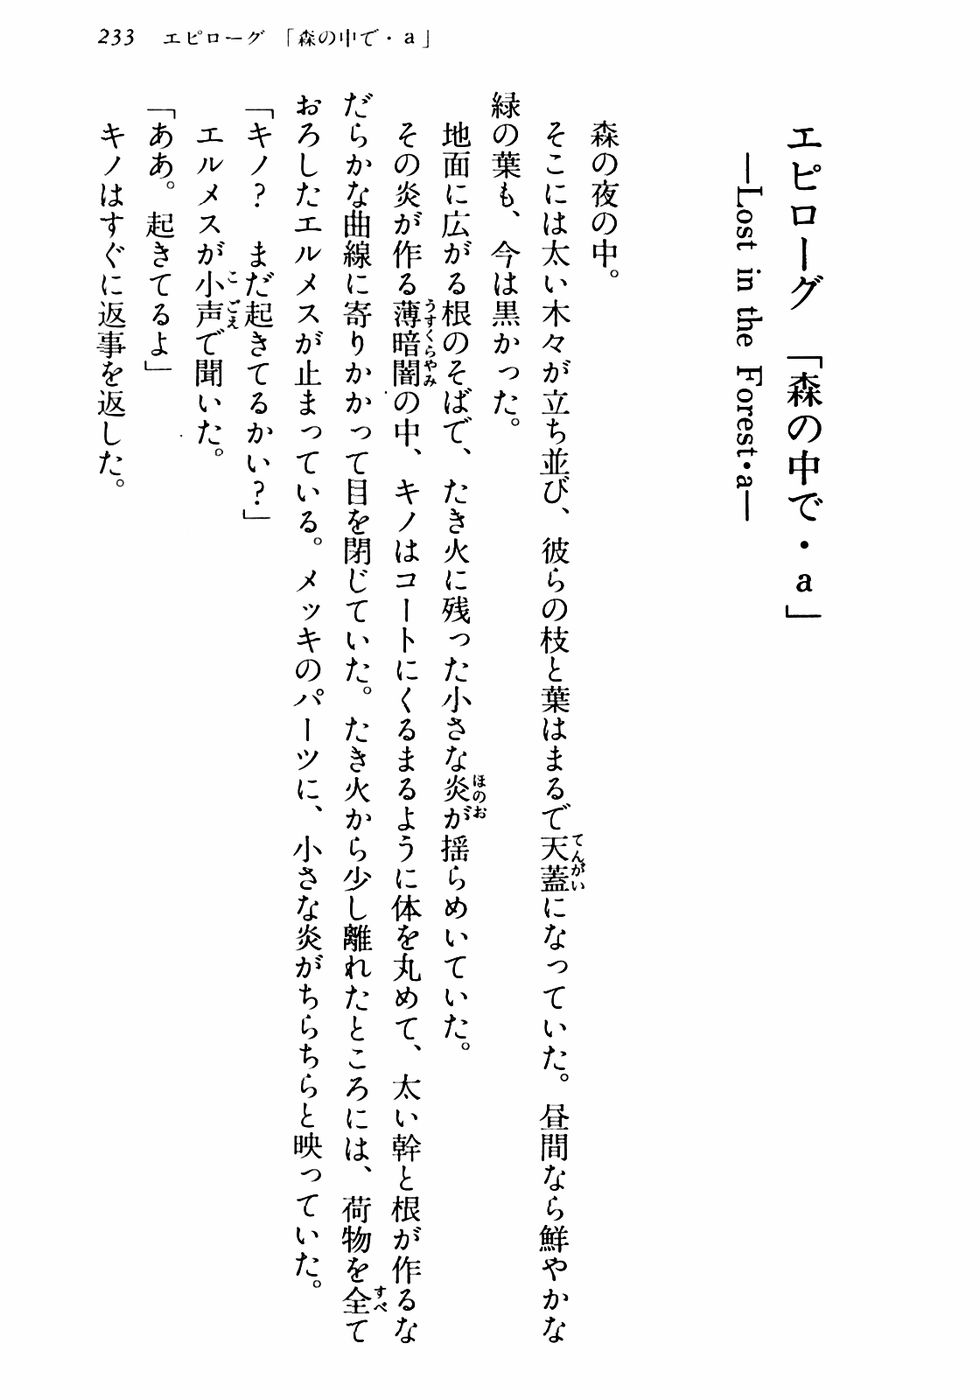 233 エピローグ 「森の中で・a」
エピローグ 「森の中で・a」
―Lost in the Forest・a―
森の夜の中。
そこには太い木々が立ち並び、彼らの枝と葉はまるで天蓋になっていた。昼間なら鮮やかな
緑の葉も、今は黒かった。
地面に広がる根のそばで、たき火に残った小さな炎が揺らめいていた。
その炎が作る薄暗闇の中、キノはコートにくるまるように体を丸めて、太い幹と根が作るな
だらかな曲線に寄りかかって目を閉じていた。たき火から少し離れたところには、荷物を全て
おろしたエルメスが止まっている。メッキのパーツに、小さな炎がちらちらと映っていた。
「キノ? まだ起きてるかい?」
エルメスが小声で聞いた。
「ああ。起きてるよ」
キノはすぐに返事を返した。